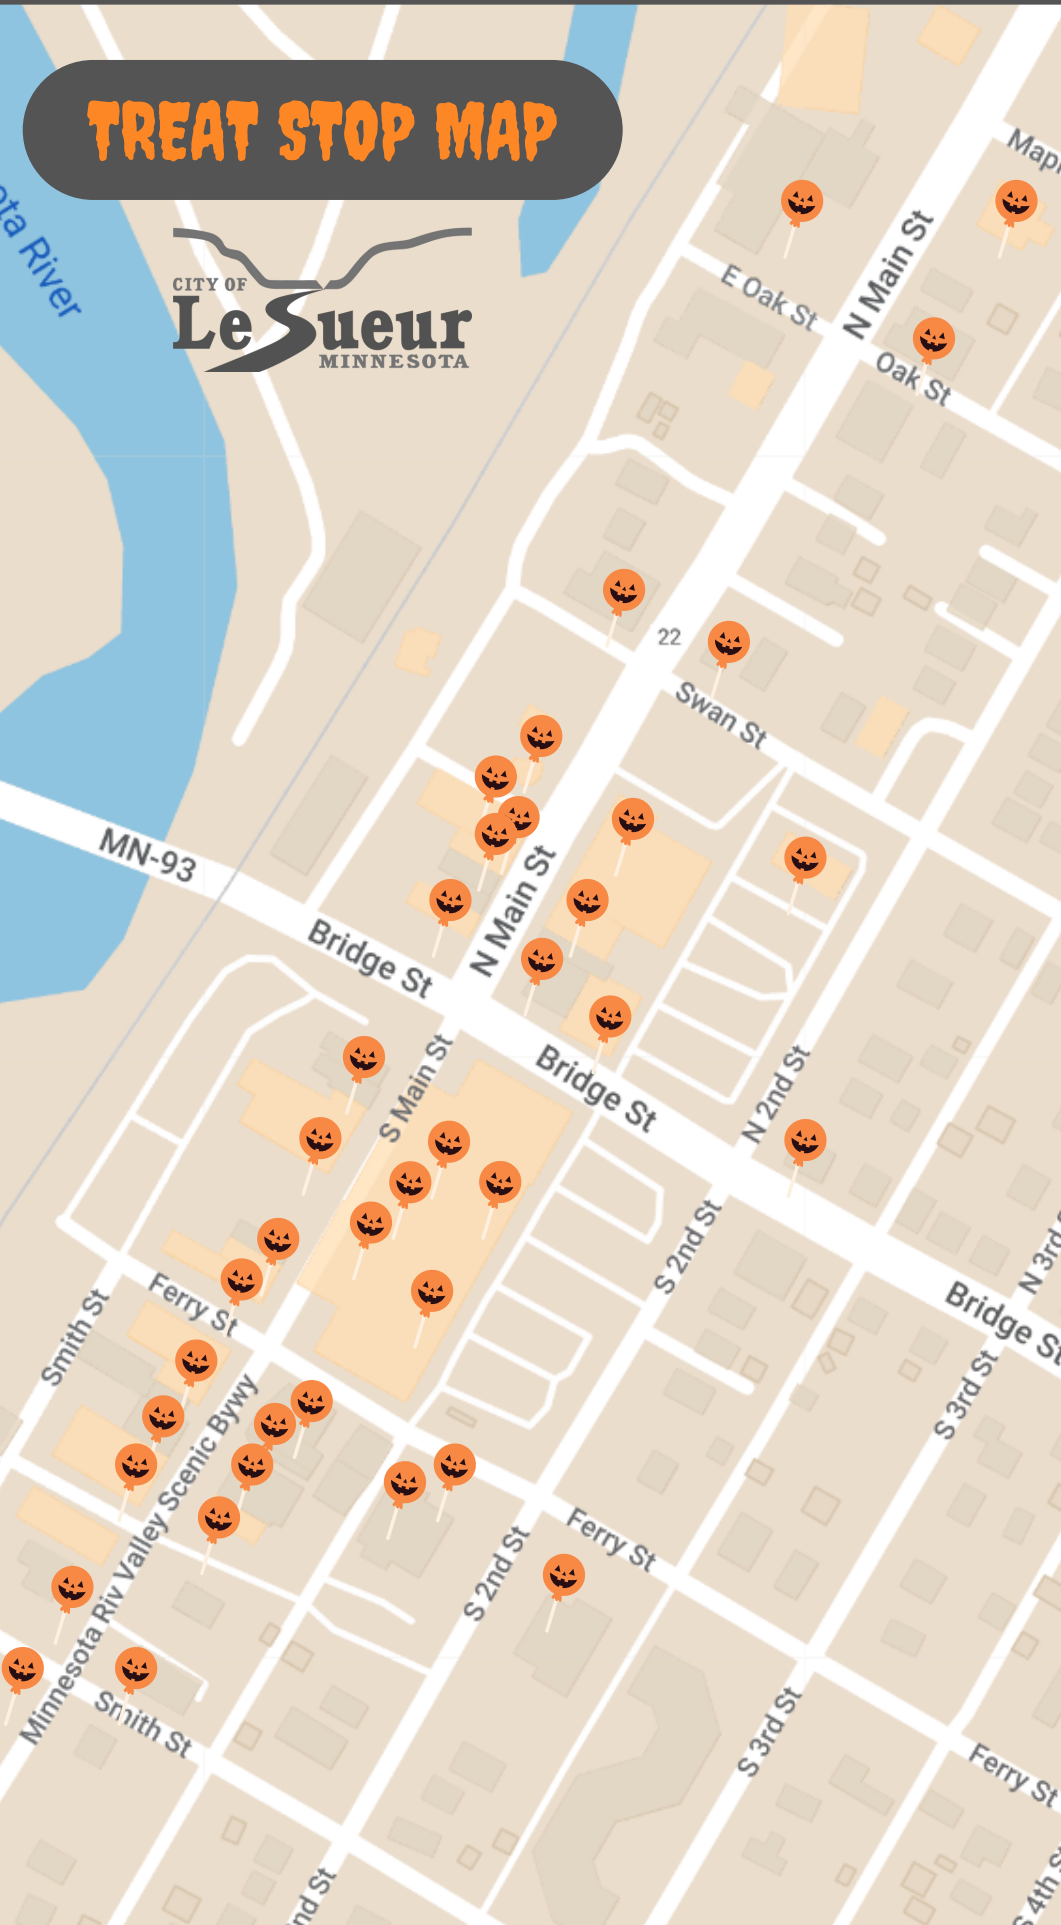 TREAT STOP MAP
CITY OF
LeSueur
MINNESOTA
ota River
Mapl
N Main St
E Oak St
Oak St
22
Swan St
MN-93
Bridge St
N Main St
S Main St
Bridge St
N 2nd St
S 2nd St
N 3rd S
Bridge St
Ferry St
Smith St
S 3rd St
Minnesota Riv Valley Scenic Bywy
Ferry St
S 2nd St
Smith St
S 3rd St
Ferry St
nd St
S 4th S